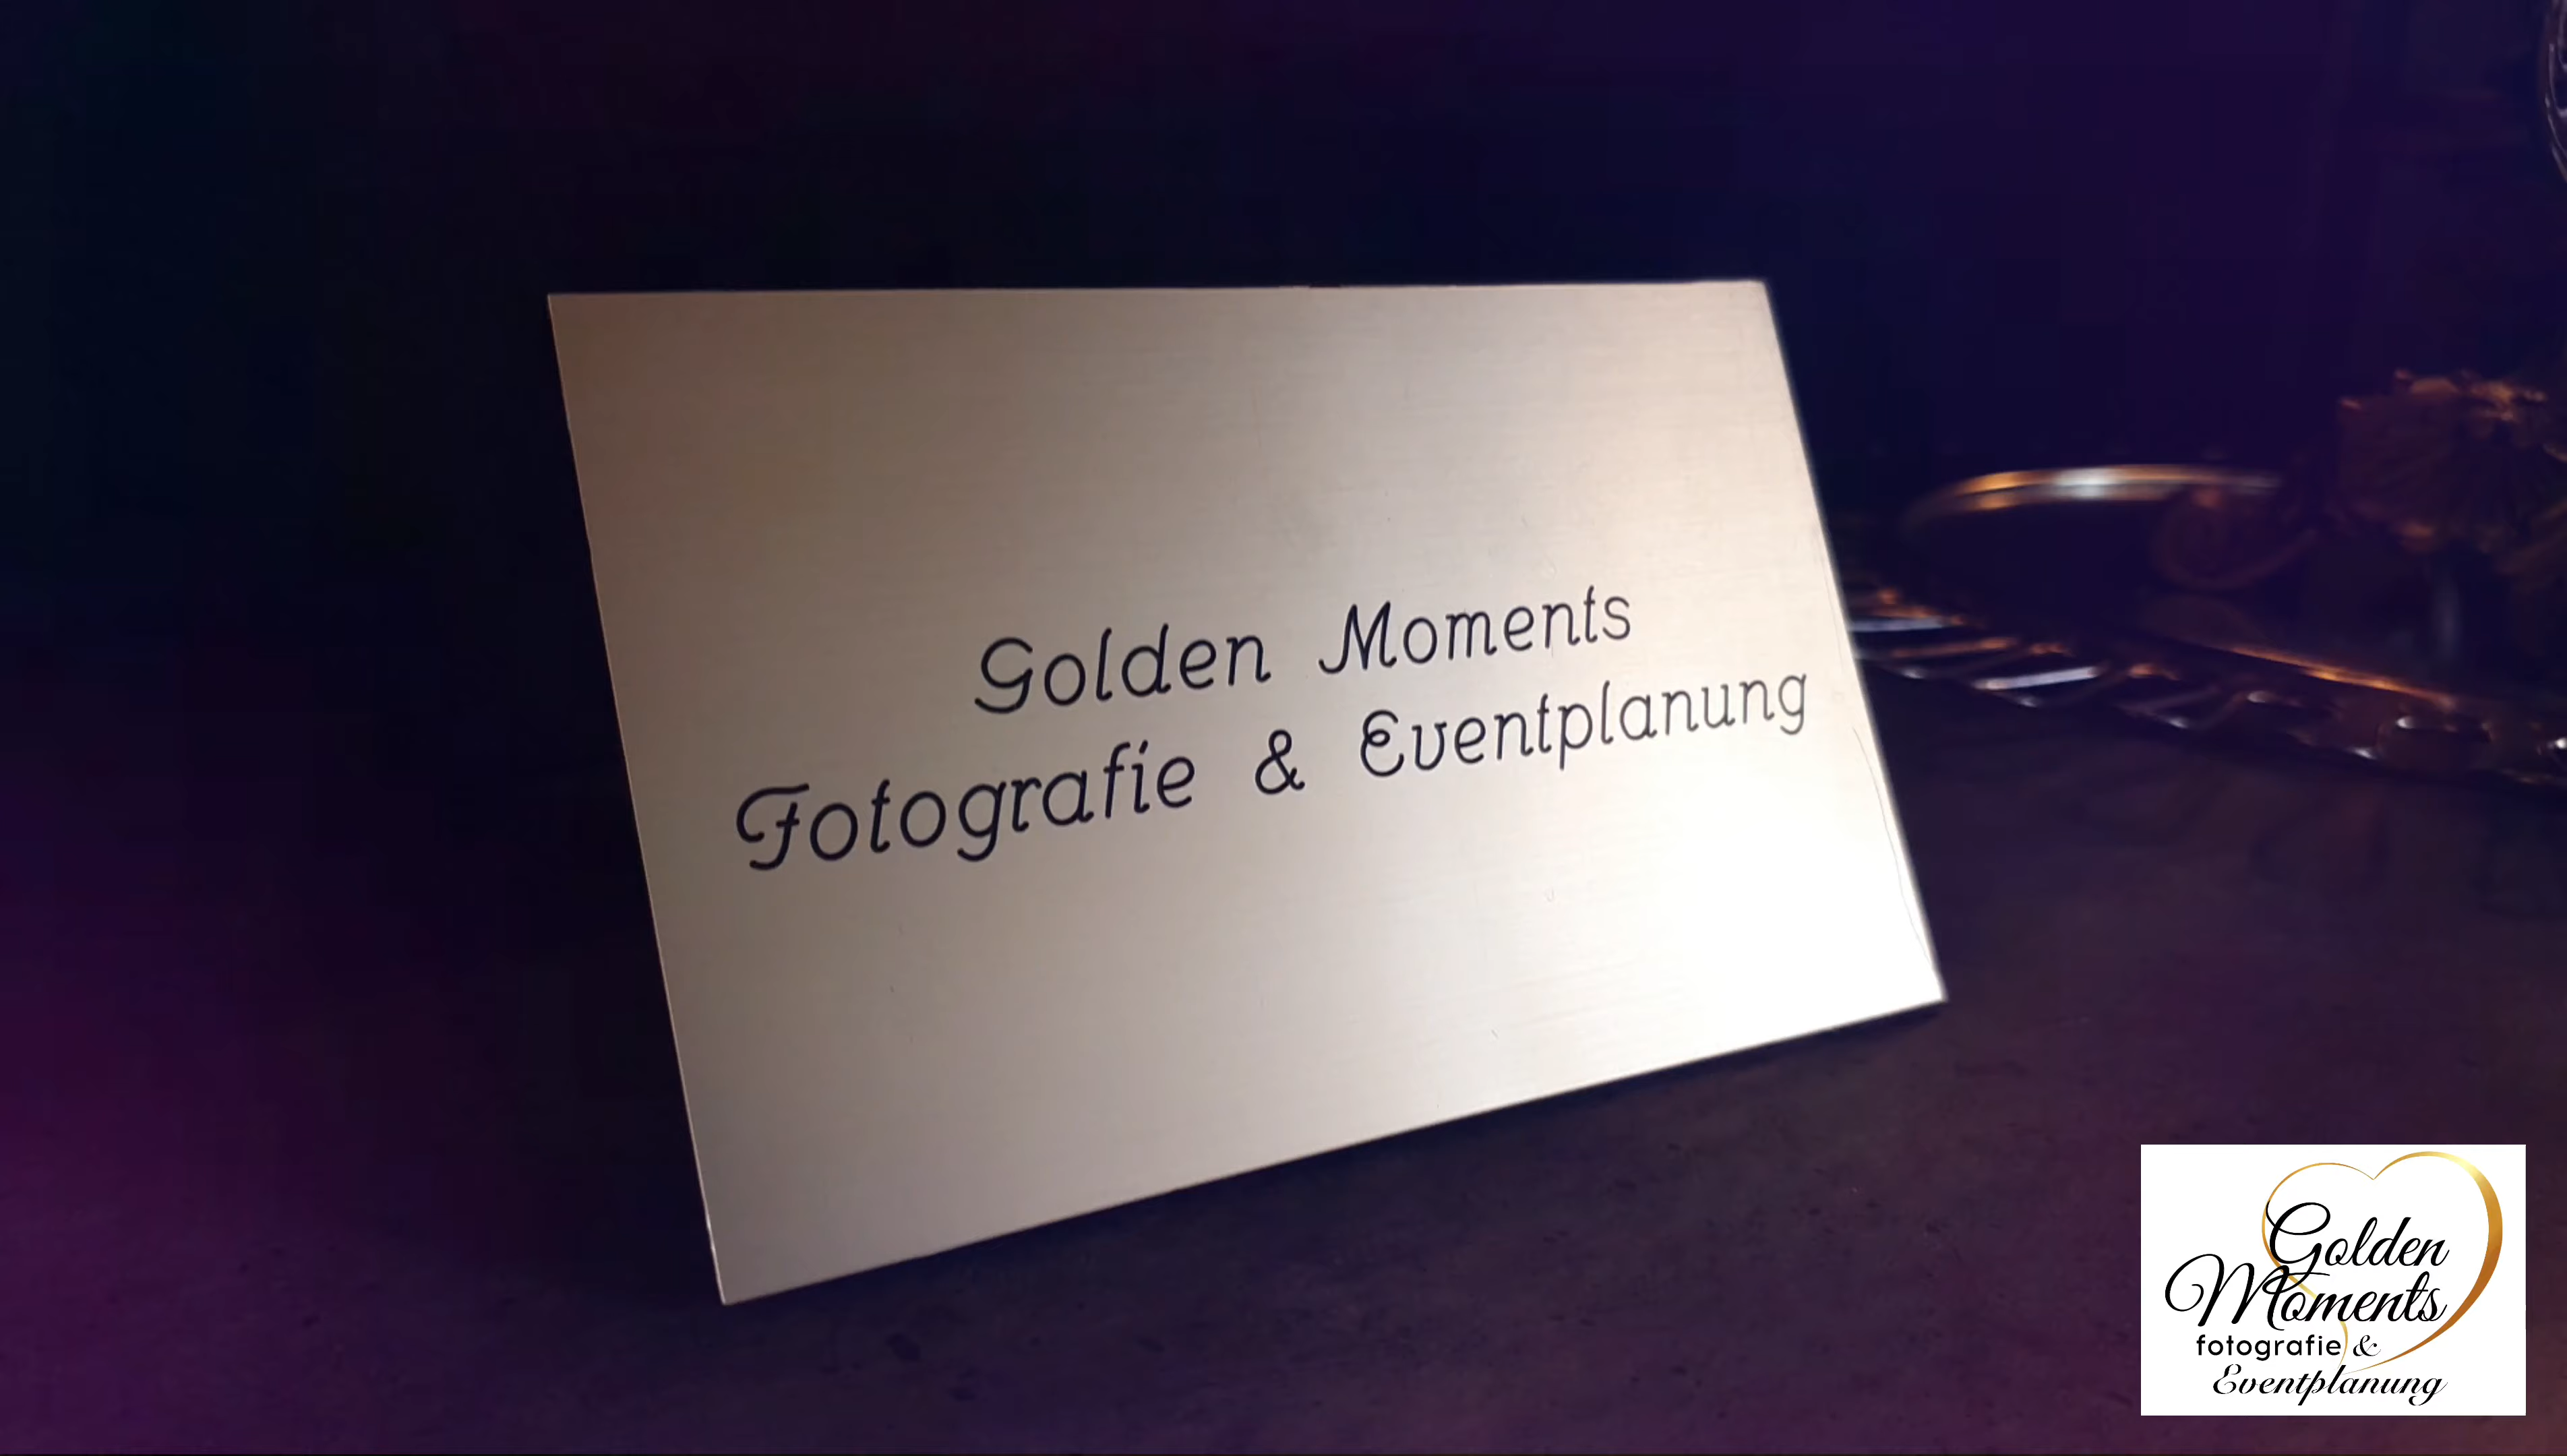 Golden Moments
Fotografie & Eventplanung
Golden
Moments
fotografie &
Eventplanung